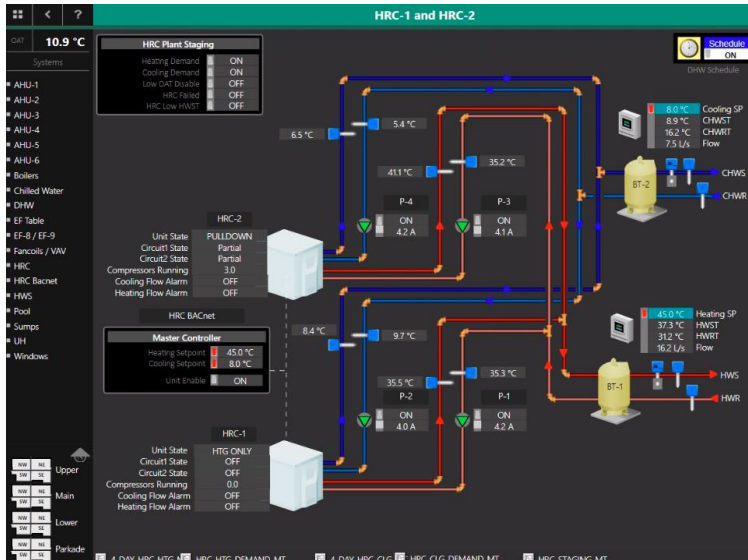 < ?
HRC-1 and HRC-2
OAT 10.9 °C
Systems
AHU-1
AHU-2
AHU-3
AHU-4
AHU-5
AHU-6
Boilers
Chilled Water
DHW
EF Table
EF-8 / EF-9
Fancoils / VAV
HRC
HRC Bacnet
HWS
Pool
Sumps
UH
Windows
NW NE
SW SE
Upper
NW NE
SW SE
Main
NW NE
SW SE
Lower
NW NE
SW SE
Parkade
HRC Plant Staging
Heating Demand ON
Cooling Demand ON
Low OAT Disable OFF
HRC Failed OFF
HRC Low HWST OFF
Schedule
ON
DHW Schedule
6.5 °C
5.4 °C
41.1 °C
35.2 °C
8.0 °C Cooling SP
8.9 °C CHWST
16.2 °C CHWRT
7.5 L/s Flow
BT-2
CHWS
CHWR
P-4
ON
4.2 A
P-3
ON
4.1 A
HRC-2
Unit State PULLDOWN
Circuit1 State Partial
Circuit2 State Partial
Compressors Running 3.0
Cooling Flow Alarm OFF
Heating Flow Alarm OFF
HRC BACnet
Master Controller
Heating Setpoint 45.0 °C
Cooling Setpoint 8.0 °C
Unit Enable ON
8.4 °C
9.7 °C
35.5 °C
35.3 °C
45.0 °C Heating SP
37.3 °C HWST
31.2 °C HWRT
16.2 L/s Flow
BT-1
HWS
HWR
P-2
ON
4.0 A
P-1
ON
4.2 A
HRC-1
Unit State HTG ONLY
Circuit1 State OFF
Circuit2 State OFF
Compressors Running 0.0
Cooling Flow Alarm OFF
Heating Flow Alarm OFF
4-DAY HRC HTG HRC HTG DEMAND MT 4-DAY HRC CLG HRC CLG DEMAND MT HRC STAGING MT